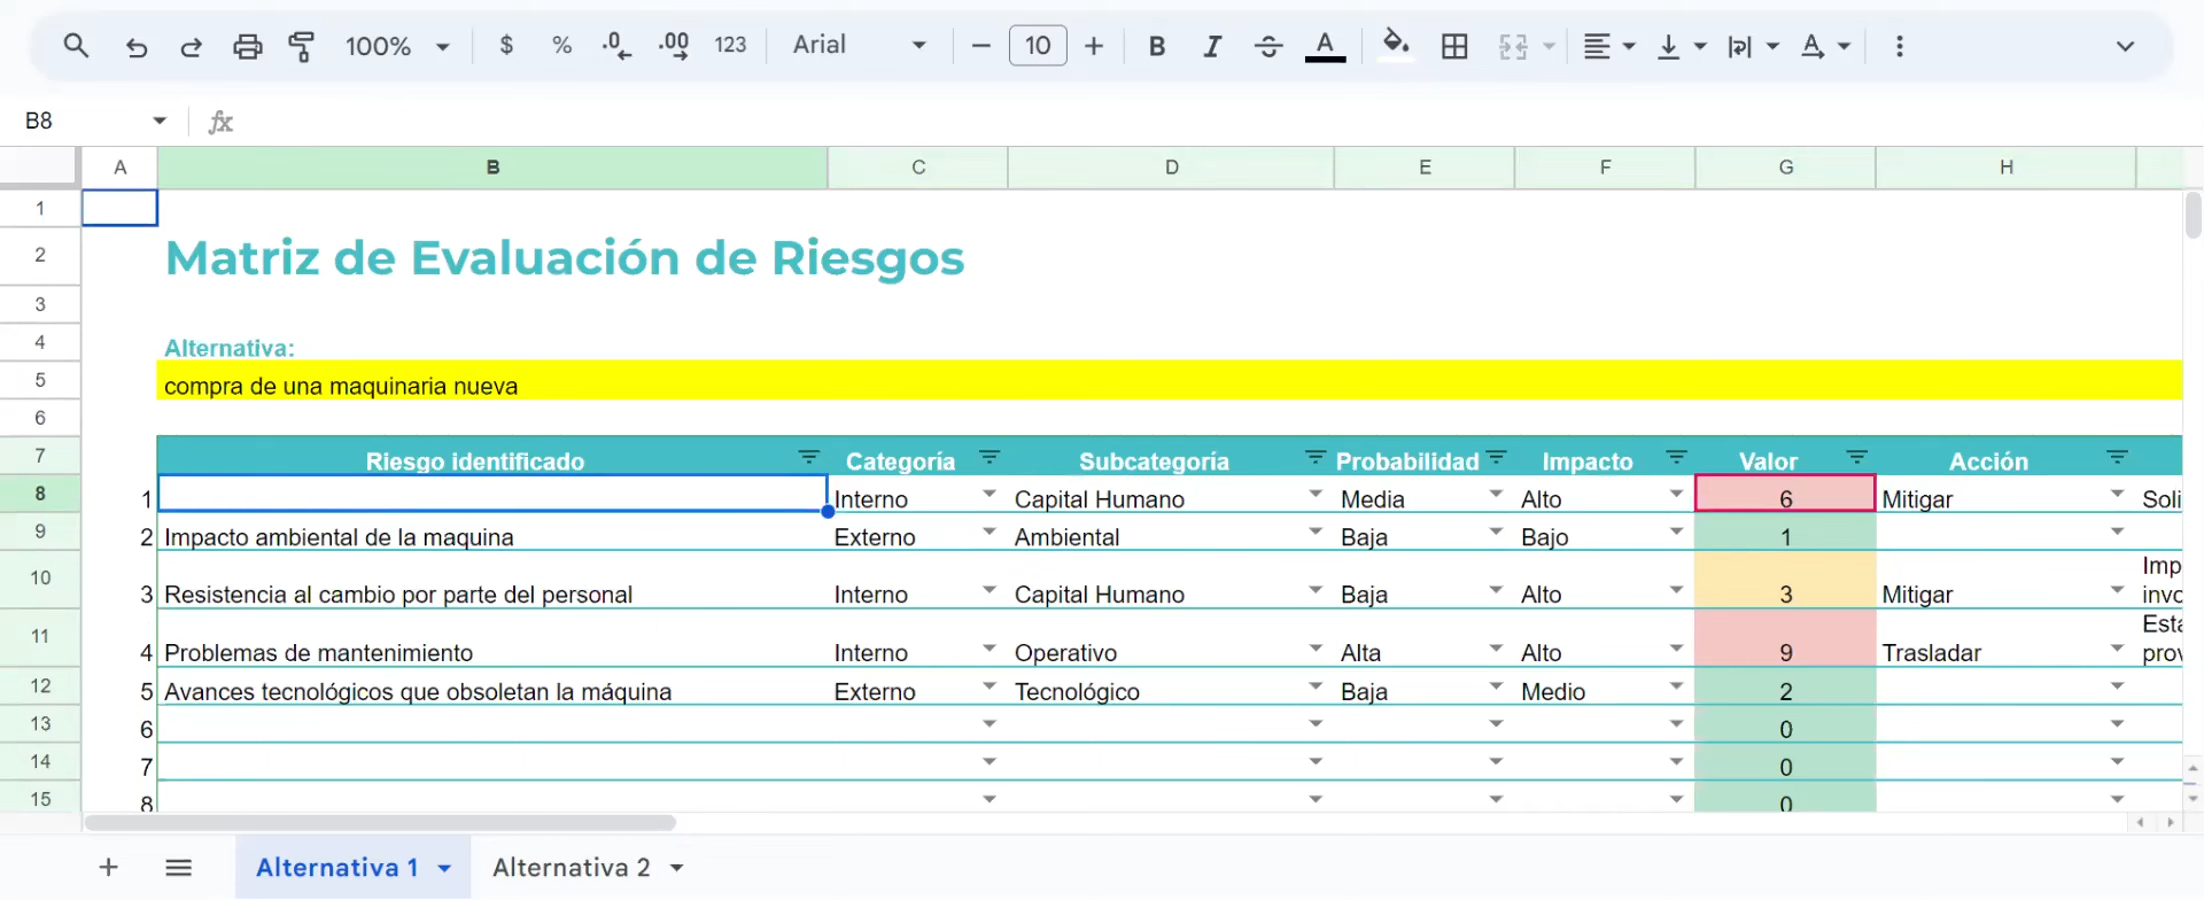 100% $ % .0 .00 123 Arial 10 B I S A A
B8 fx
A B C D E F G H
1
2 Matriz de Evaluación de Riesgos
3
4 Alternativa:
5 compra de una maquinaria nueva
6
7 Riesgo identificado Categoría Subcategoría Probabilidad Impacto Valor Acción
8 1 Interno Capital Humano Media Alto 6 Mitigar Soli
9 2 Impacto ambiental de la maquina Externo Ambiental Baja Bajo 1
10 3 Resistencia al cambio por parte del personal Interno Capital Humano Baja Alto 3 Mitigar Imp invo
11 4 Problemas de mantenimiento Interno Operativo Alta Alto 9 Trasladar Esta prov
12 5 Avances tecnológicos que obsoletan la máquina Externo Tecnológico Baja Medio 2
13 6 0
14 7 0
15 8 0
+ Alternativa 1 Alternativa 2